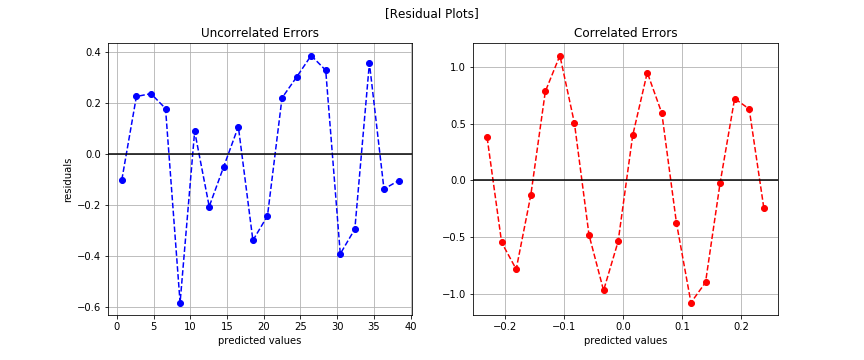 [Residual Plots]
Uncorrelated Errors
residuals
0.4
0.2
0.0
−0.2
−0.4
−0.6
0 5 10 15 20 25 30 35 40
predicted values
Correlated Errors
1.0
0.5
0.0
−0.5
−1.0
−0.2 −0.1 0.0 0.1 0.2
predicted values